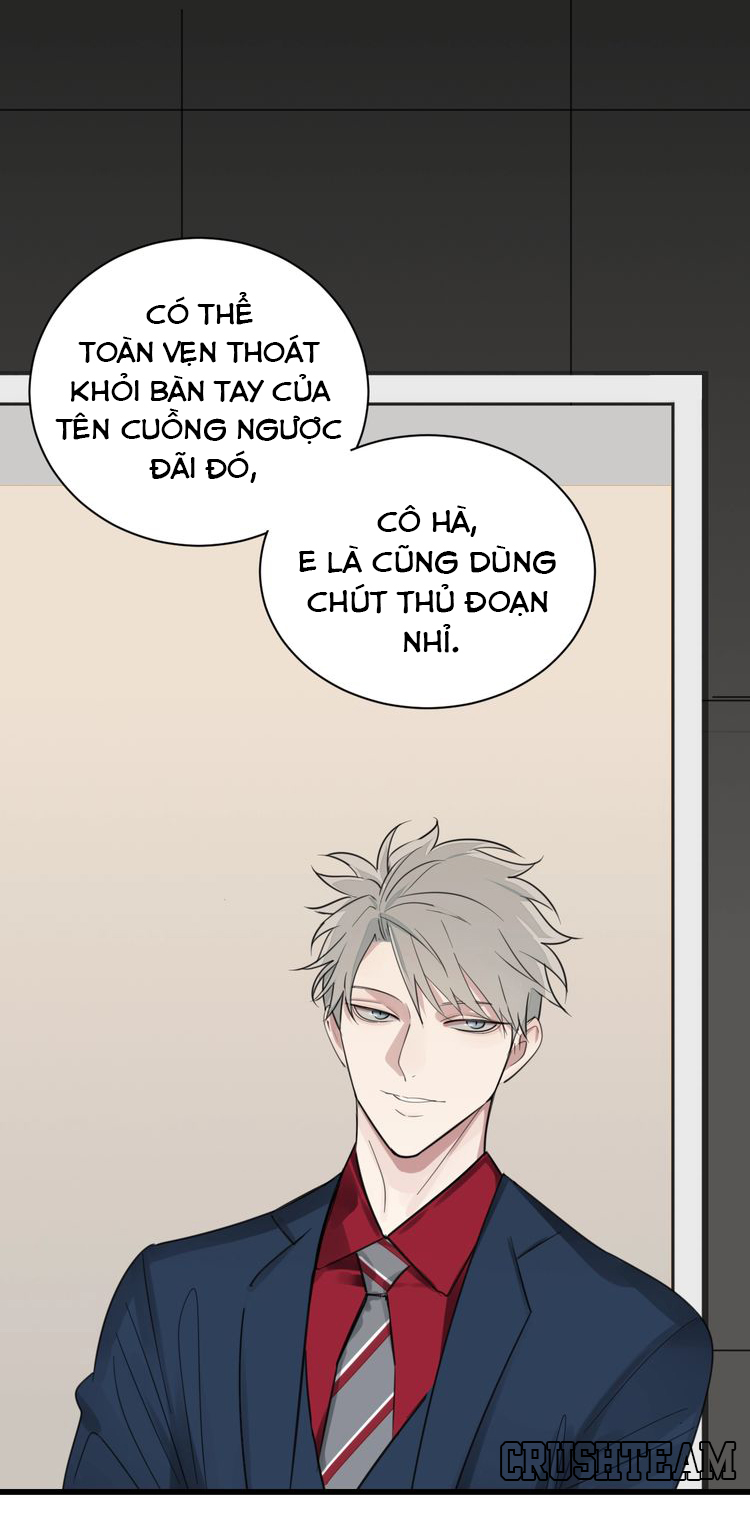 CÓ THỂ
TOÀN VẸN THOÁT
KHỎI BÀN TAY CỦA
TÊN CUỒNG NGƯỢC
ĐÃI ĐÓ,
CÔ HÀ,
E LÀ CŨNG DÙNG
CHÚT THỦ ĐOẠN
NHỈ.
CRUSHTEAM